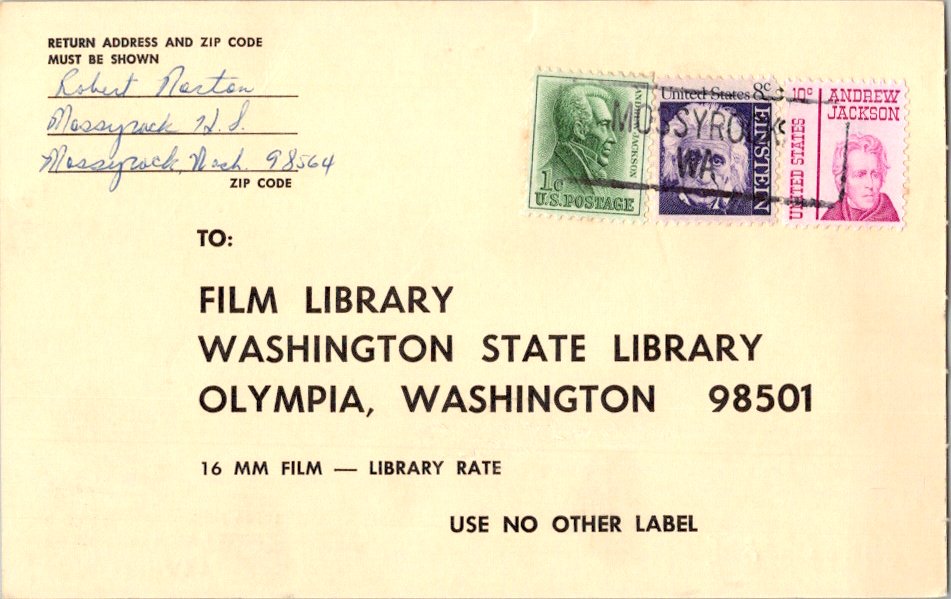 RETURN ADDRESS AND ZIP CODE
MUST BE SHOWN
Robert Norton
Mossyrock H.S.
Mossyrock, Wash. 98564
ZIP CODE
ANDREW JACKSON
1¢
U.S. POSTAGE
United States 8¢
EINSTEIN
10¢ ANDREW
JACKSON
UNITED STATES
MOSSYROCK
WA
TO:
FILM LIBRARY
WASHINGTON STATE LIBRARY
OLYMPIA, WASHINGTON 98501
16 MM FILM — LIBRARY RATE
USE NO OTHER LABEL